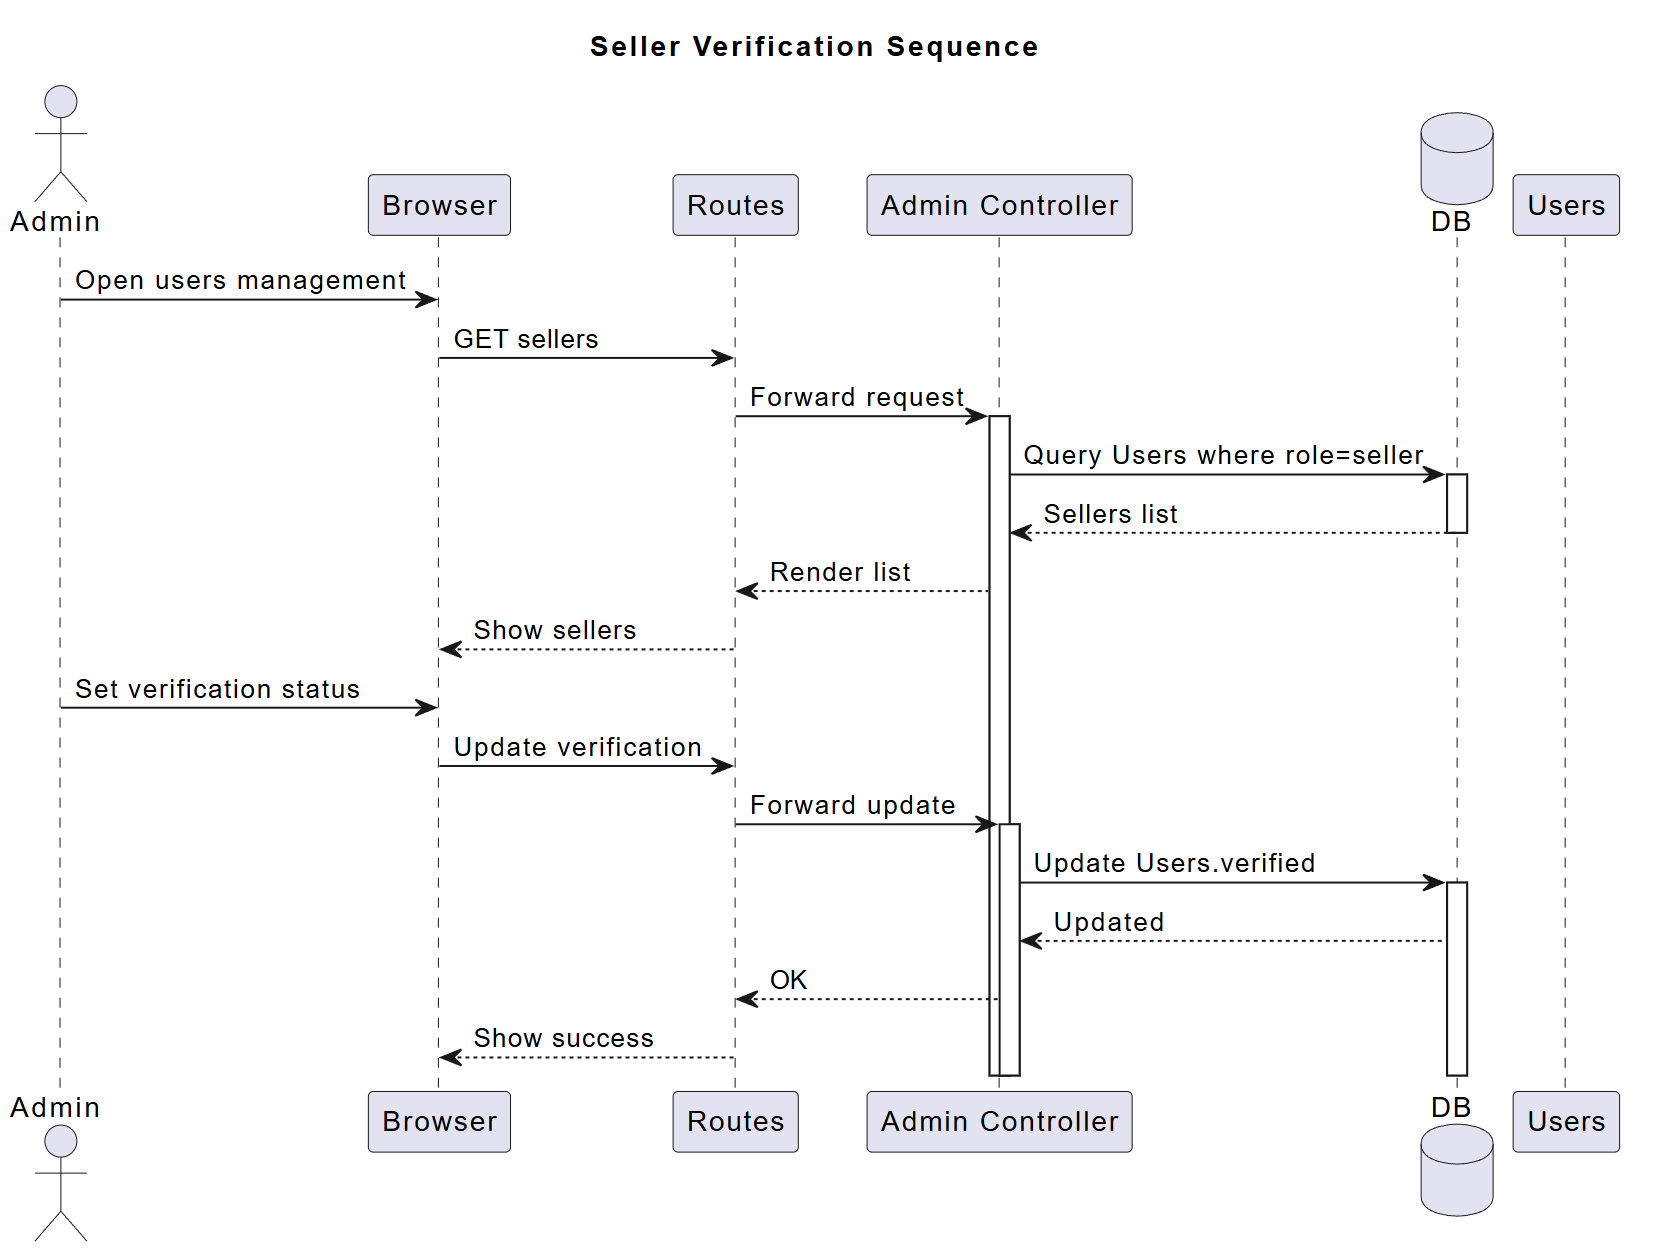 Seller Verification Sequence
Admin
Browser
Routes
Admin Controller
DB
Users
Open users management
GET sellers
Forward request
Query Users where role=seller
Sellers list
Render list
Show sellers
Set verification status
Update verification
Forward update
Update Users.verified
Updated
OK
Show success
Admin
Browser
Routes
Admin Controller
DB
Users